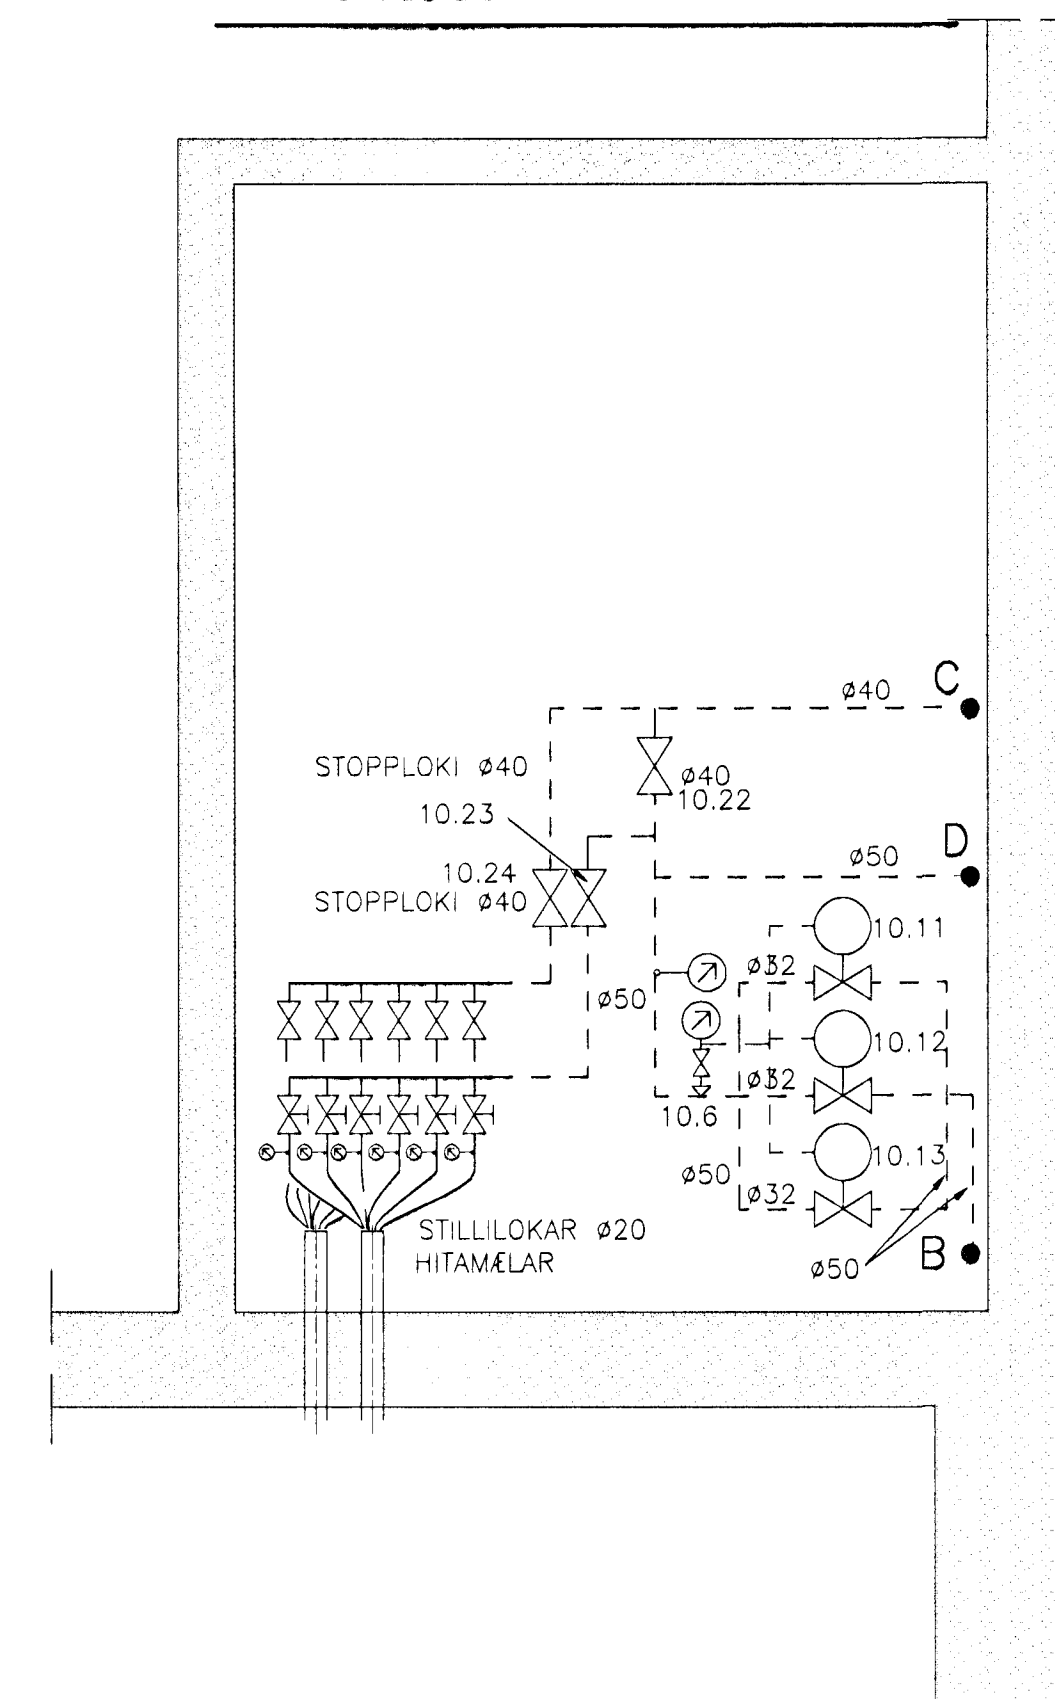 C
ø40
STOPPLOKI ø40
ø40
10.22
10.23
D
ø50
10.24
STOPPLOKI ø40
10.11
ø32
ø50
10.12
ø32
10.6
10.13
ø50
ø32
STILLILOKAR ø20
HITAMÆLAR
B
ø50